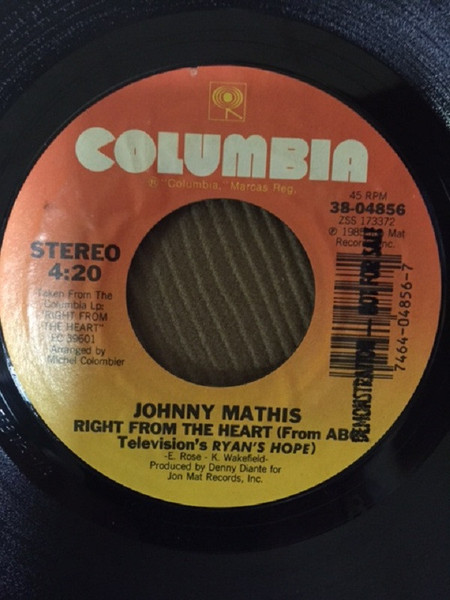 COLUMBIA
® "Columbia," Marcas Reg.
45 RPM
38-04856
ZSS 173372
℗ 1985 Jon Mat
Records, Inc.
STEREO
4:20
Taken From The
Columbia Lp:
"RIGHT FROM
THE HEART"
FC 39601
Arranged by
Michel Colombier
DEMONSTRATION — NOT FOR SALE
7464-04856-7
JOHNNY MATHIS
RIGHT FROM THE HEART (From ABC
Television's RYAN'S HOPE)
-E. Rose - K. Wakefield-
Produced by Denny Diante for
Jon Mat Records, Inc.